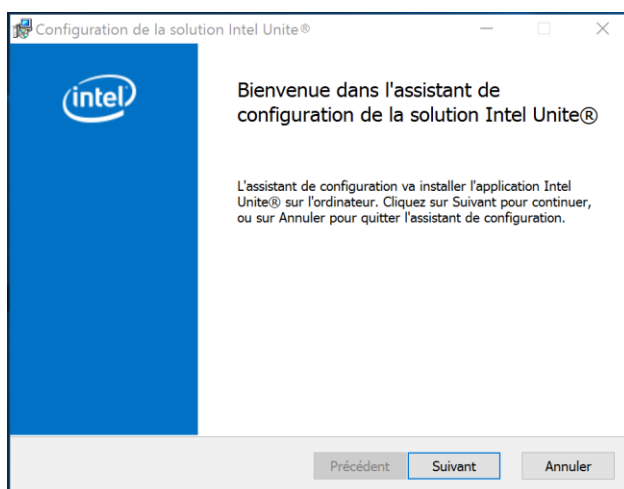 Configuration de la solution Intel Unite®
intel
Bienvenue dans l'assistant de
configuration de la solution Intel Unite®
L'assistant de configuration va installer l'application Intel
Unite® sur l'ordinateur. Cliquez sur Suivant pour continuer,
ou sur Annuler pour quitter l'assistant de configuration.
Précédent Suivant Annuler